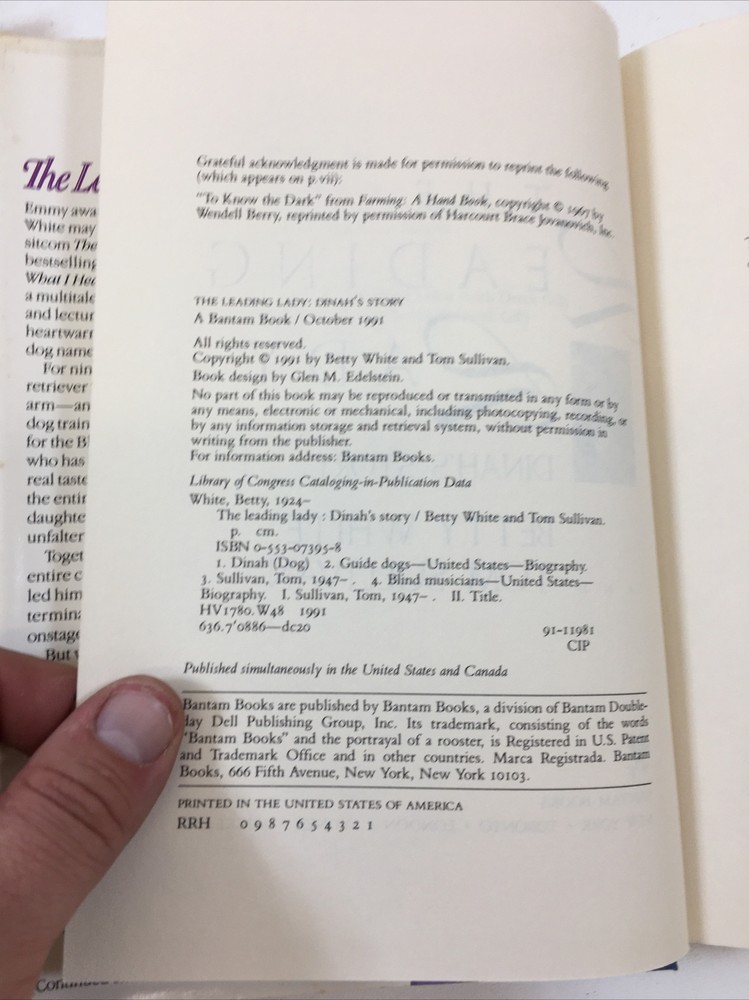 The L
Emmy awa
White may
sitcom The
bestselling
What I Hea
a multitale
and lectur
heartwarr
dog name
For nin
retriever
arm—an
dog train
for the B
who has
real taste
the entir
daughte
unfalter
Toget
entire c
led him
termina
onstag
But
Grateful acknowledgment is made for permission to reprint the following
(which appears on p.vii):
"To Know the Dark" from Farming: A Hand Book, copyright © 1967 by
Wendell Berry, reprinted by permission of Harcourt Brace Jovanovich, Inc.
THE LEADING LADY: DINAH'S STORY
A Bantam Book / October 1991
All rights reserved.
Copyright © 1991 by Betty White and Tom Sullivan.
Book design by Glen M. Edelstein.
No part of this book may be reproduced or transmitted in any form or by
any means, electronic or mechanical, including photocopying, recording, or
by any information storage and retrieval system, without permission in
writing from the publisher.
For information address: Bantam Books.
Library of Congress Cataloging-in-Publication Data
White, Betty, 1924–
The leading lady : Dinah's story / Betty White and Tom Sullivan.
p. cm.
ISBN 0-553-07395-8
1. Dinah (Dog) 2. Guide dogs—United States—Biography.
3. Sullivan, Tom, 1947– . 4. Blind musicians—United States—
Biography. I. Sullivan, Tom, 1947– . II. Title.
HV1780.W48 1991
636.7'0886—dc20 91-11981
CIP
Published simultaneously in the United States and Canada
Bantam Books are published by Bantam Books, a division of Bantam Double-
day Dell Publishing Group, Inc. Its trademark, consisting of the words
"Bantam Books" and the portrayal of a rooster, is Registered in U.S. Patent
and Trademark Office and in other countries. Marca Registrada. Bantam
Books, 666 Fifth Avenue, New York, New York 10103.
PRINTED IN THE UNITED STATES OF AMERICA
RRH 0 9 8 7 6 5 4 3 2 1